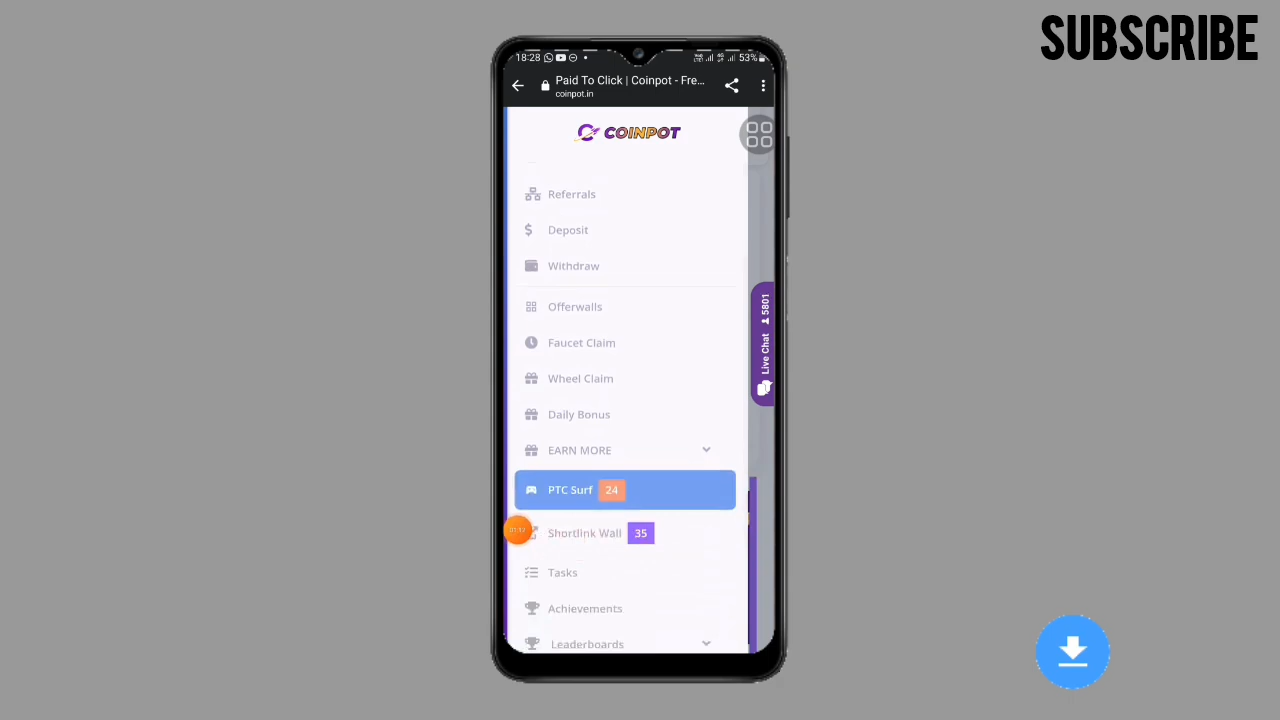 SUBSCRIBE
18:28
53%
Paid To Click | Coinpot - Fre...
coinpot.in
COINPOT
Referrals
Deposit
Withdraw
Offerwalls
Faucet Claim
Wheel Claim
Daily Bonus
EARN MORE
PTC Surf 24
Shortlink Wall 35
Tasks
Achievements
Leaderboards
Live Chat 5801